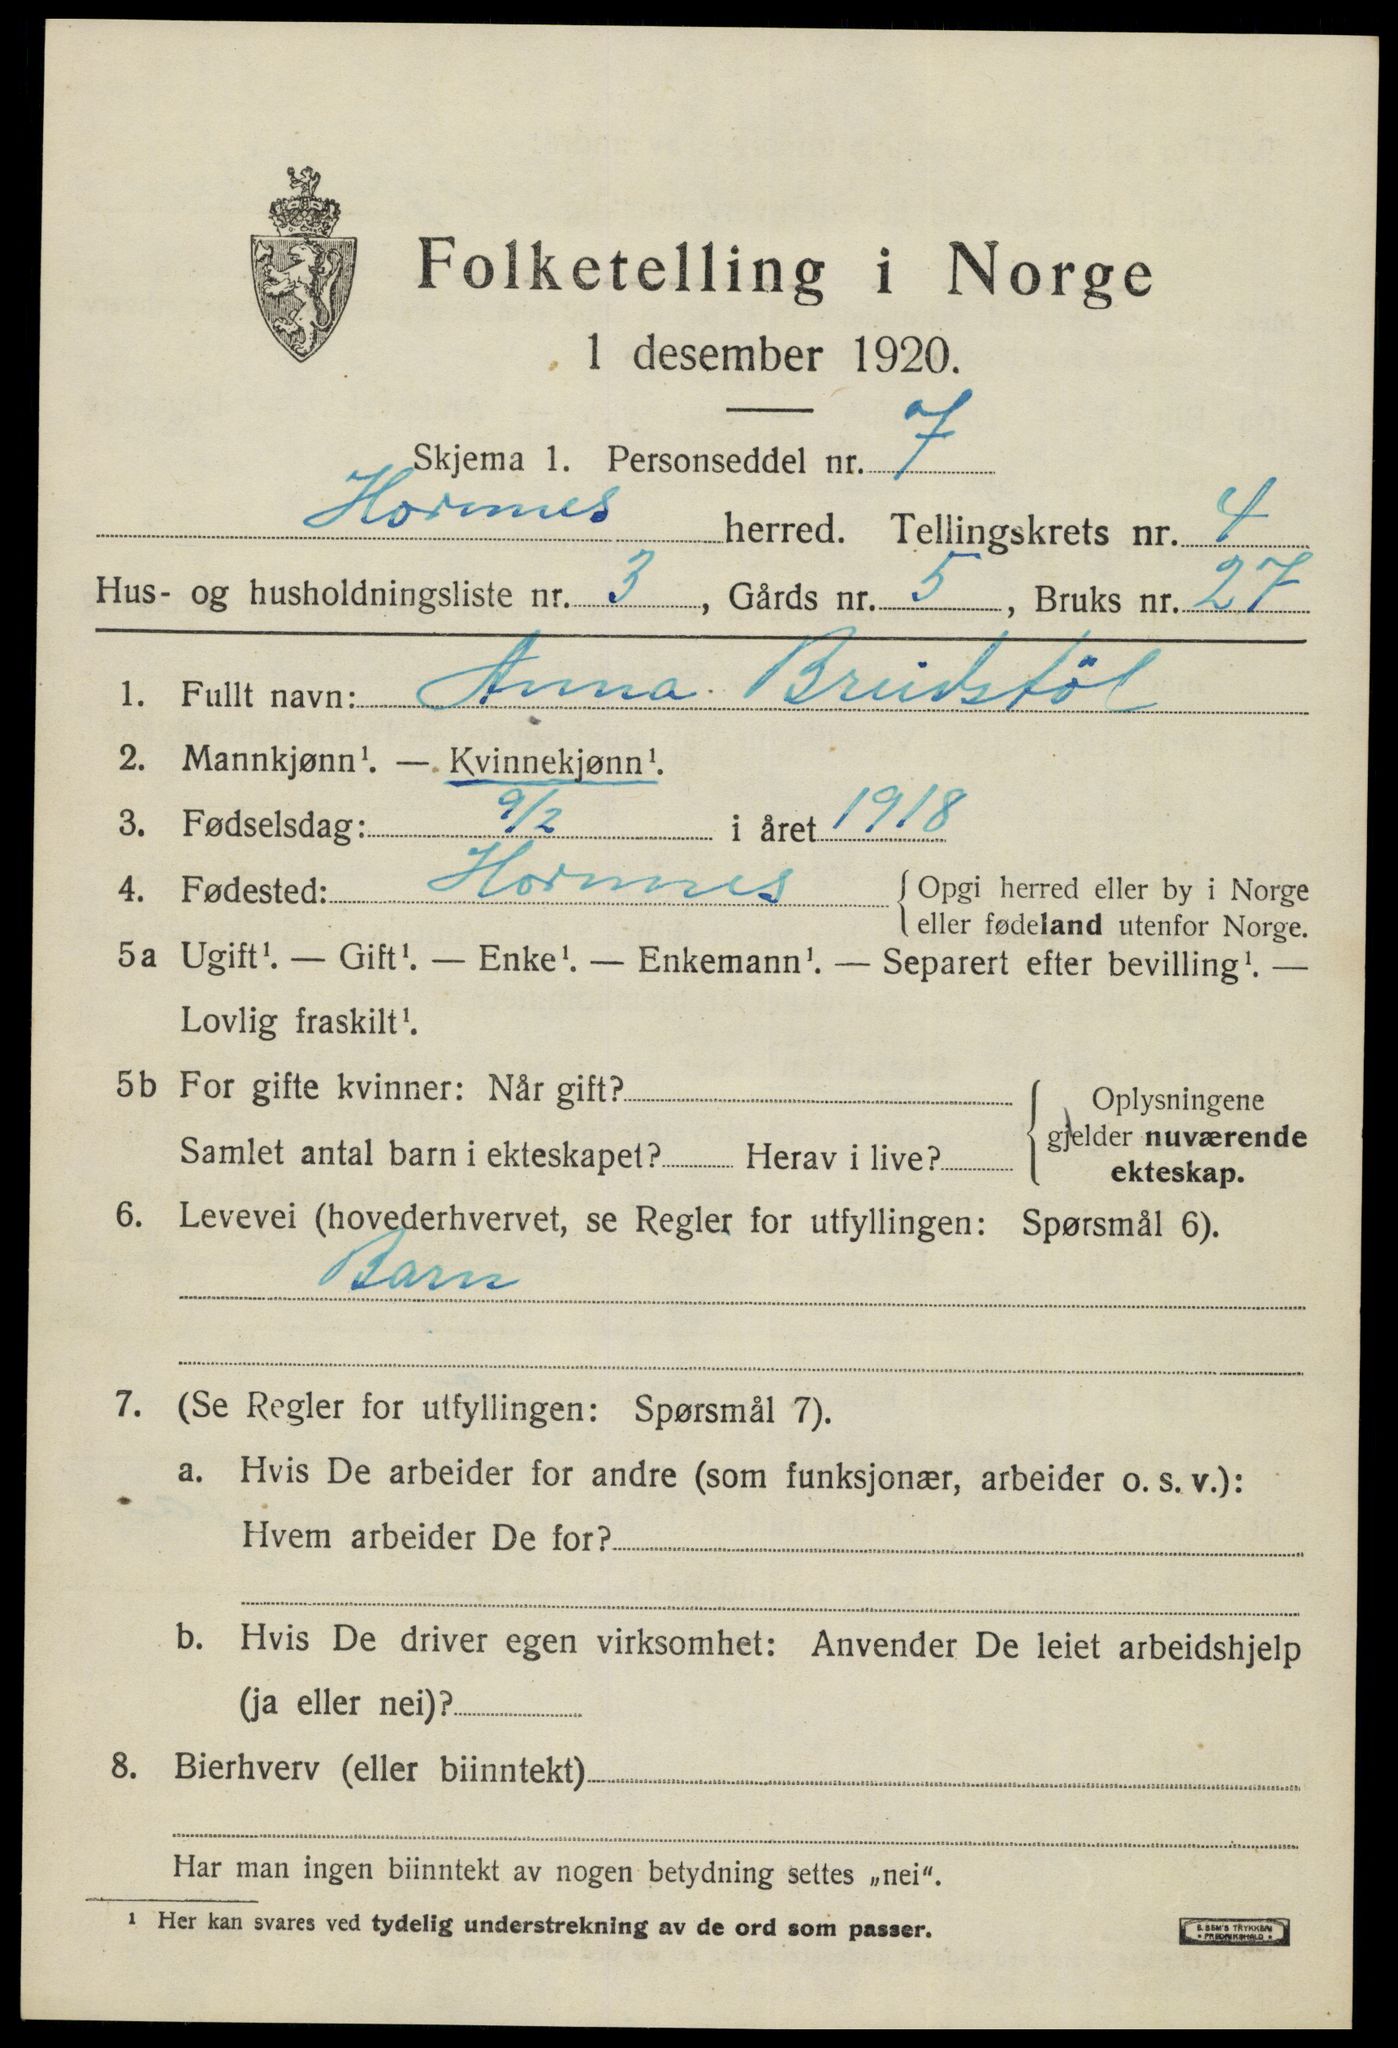 Folketelling i Norge
1 desember 1920.
Skjema 1. Personseddel nr. 7
Hornnes herred. Tellingskrets nr. 4
Hus- og husholdningsliste nr. 3, Gårds nr. 5, Bruks nr. 27
1. Fullt navn: Anna Breidstöl
2. Mannkjønn¹. — Kvinnekjønn¹.
3. Fødselsdag: 9/2 i året 1918
4. Fødested: Hornnes { Opgi herred eller by i Norge
eller fødeland utenfor Norge.
5a Ugift¹. — Gift¹. — Enke¹. — Enkemann¹. — Separert efter bevilling¹. —
Lovlig fraskilt¹.
5b For gifte kvinner: Når gift? Oplysningene
gjelder nuværende
Samlet antal barn i ekteskapet? Herav i live? ekteskap.
6. Levevei (hovederhvervet, se Regler for utfyllingen: Spørsmål 6).
Barn
7. (Se Regler for utfyllingen: Spørsmål 7).
a. Hvis De arbeider for andre (som funksjonær, arbeider o. s. v.):
Hvem arbeider De for?
b. Hvis De driver egen virksomhet: Anvender De leiet arbeidshjelp
(ja eller nei)?
8. Bierhverv (eller biinntekt)
Har man ingen biinntekt av nogen betydning settes „nei“.
¹ Her kan svares ved tydelig understrekning av de ord som passer.
E. SEM'S TRYKKERI
• FREDRIKSHALD •